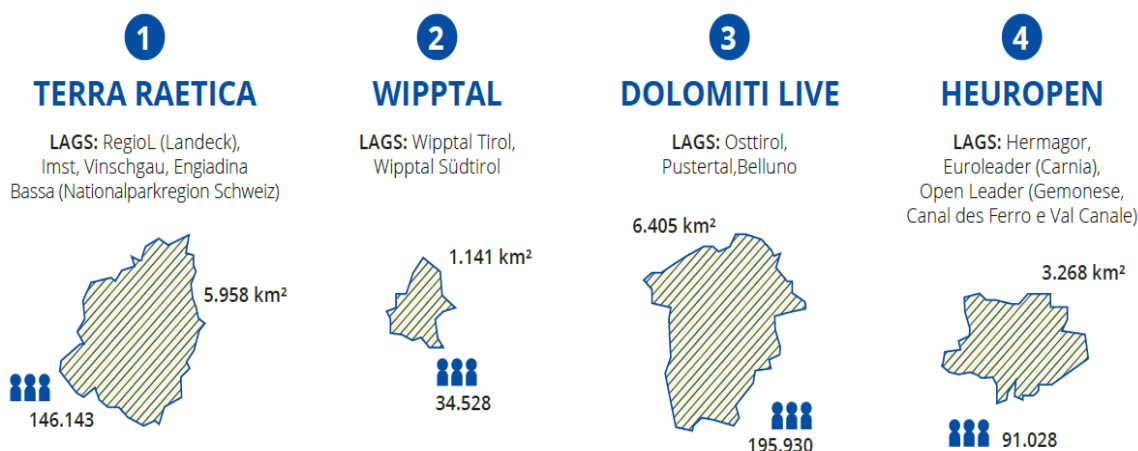 1
TERRA RAETICA
LAGS: RegioL (Landeck),
Imst, Vinschgau, Engiadina
Bassa (Nationalparkregion Schweiz)
5.958 km²
146.143
2
WIPPTAL
LAGS: Wipptal Tirol,
Wipptal Südtirol
1.141 km²
34.528
3
DOLOMITI LIVE
LAGS: Osttirol,
Pustertal,Belluno
6.405 km²
195.930
4
HEUROPEN
LAGS: Hermagor,
Euroleader (Carnia),
Open Leader (Gemonese,
Canal des Ferro e Val Canale)
3.268 km²
91.028